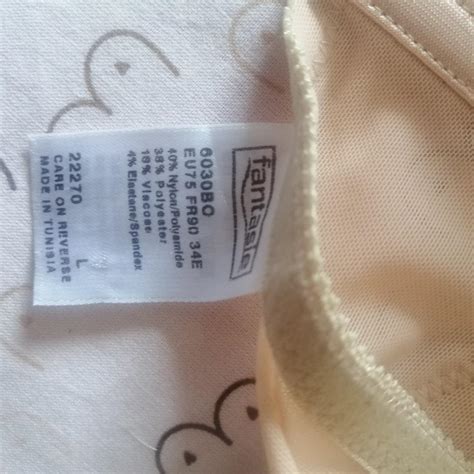 fantasie
6030BO
EU75 FR90 34E
40% Nylon/Polyamide
38% Polyester
18% Viscose
4% Elastane/Spandex
22270 L
CARE ON REVERSE
MADE IN TUNISIA